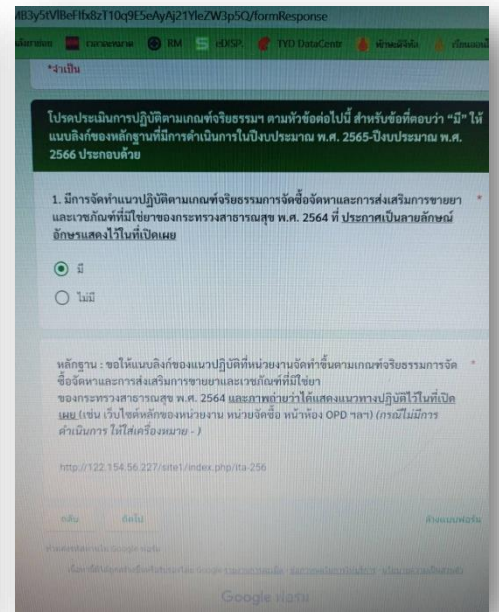 MB3y5tVlBeFIfx8zT10q9E5eAyAj21YleZW3p5Q/formResponse
RM eDISP. TYD DataCentr
*จำเป็น
โปรดประเมินการปฏิบัติตามเกณฑ์จริยธรรมฯ ตามหัวข้อต่อไปนี้ สำหรับข้อที่ตอบว่า “มี” ให้
แนบลิงก์ของหลักฐานที่มีการดำเนินการในปีงบประมาณ พ.ศ. 2565-ปีงบประมาณ พ.ศ.
2566 ประกอบด้วย
1. มีการจัดทำแนวปฏิบัติตามเกณฑ์จริยธรรมการจัดซื้อจัดหาและการส่งเสริมการขายยา *
และเวชภัณฑ์ที่มิใช่ยาของกระทรวงสาธารณสุข พ.ศ. 2564 ที่ ประกาศเป็นลายลักษณ์
อักษรแสดงไว้ในที่เปิดเผย
มี
ไม่มี
หลักฐาน : ขอให้แนบลิงก์ของแนวปฏิบัติที่หน่วยงานจัดทำขึ้นตามเกณฑ์จริยธรรมการจัด *
ซื้อจัดหาและการส่งเสริมการขายยาและเวชภัณฑ์ที่มิใช่ยา
ของกระทรวงสาธารณสุข พ.ศ. 2564 และภาพถ่ายว่าได้แสดงแนวทางปฏิบัติไว้ในที่เปิด
เผย (เช่น เว็บไซต์หลักของหน่วยงาน หน่วยจัดซื้อ หน้าห้อง OPD ฯลฯ) (กรณีไม่มีการ
ดำเนินการ ให้ใส่เครื่องหมาย - )
http://122.154.56.227/site1/index.php/ita-256
กลับ ถัดไป ล้างแบบฟอร์ม
Google ฟอร์ม